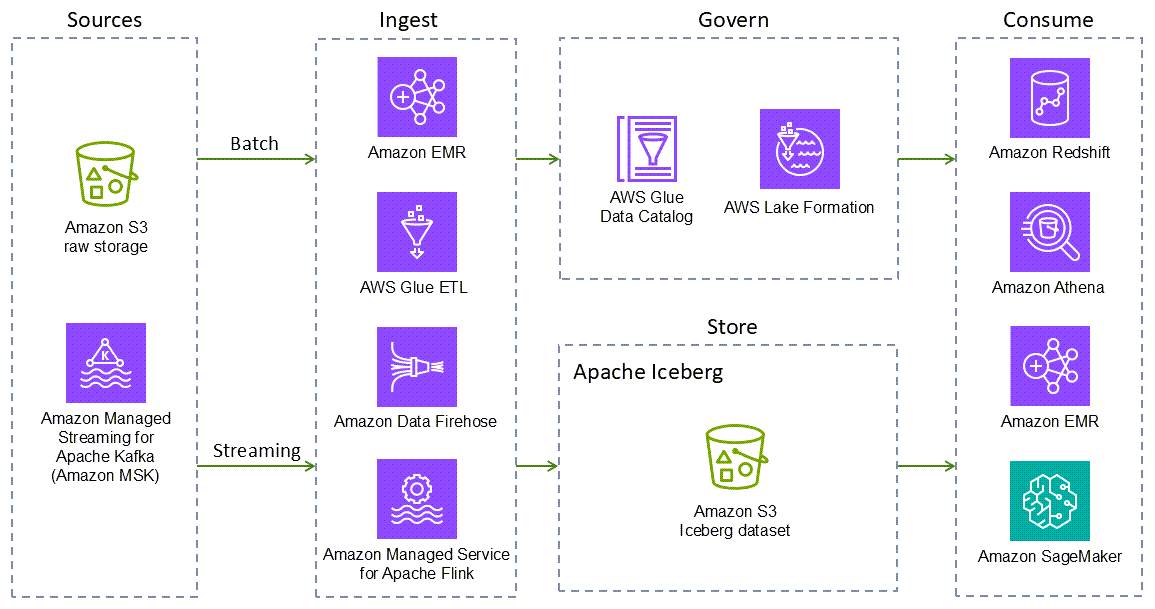 Sources
Amazon S3
raw storage
Amazon Managed
Streaming for
Apache Kafka
(Amazon MSK)
Batch
Streaming
Ingest
Amazon EMR
AWS Glue ETL
Amazon Data Firehose
Amazon Managed Service
for Apache Flink
Govern
AWS Glue
Data Catalog
AWS Lake Formation
Store
Apache Iceberg
Amazon S3
Iceberg dataset
Consume
Amazon Redshift
Amazon Athena
Amazon EMR
Amazon SageMaker
K